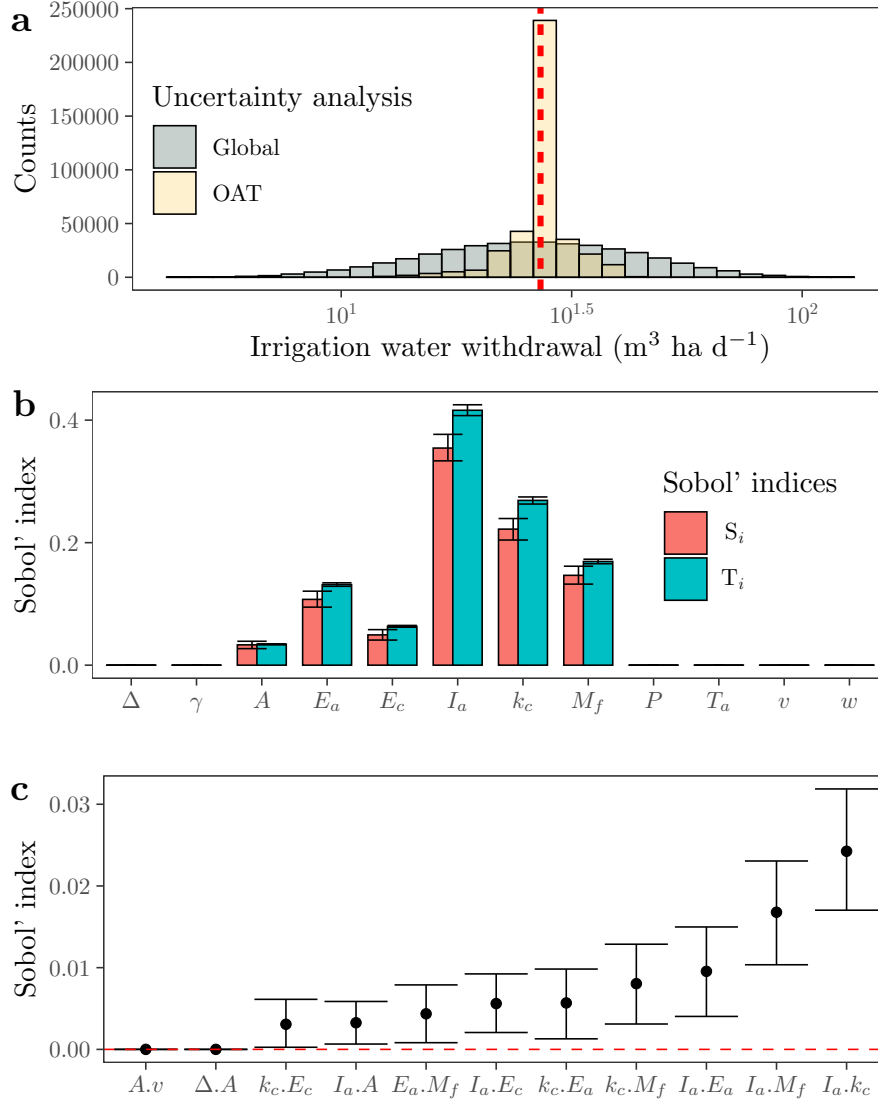 a
250000
200000
150000
100000
50000
0
Counts
Uncertainty analysis
Global
OAT
10^1
10^1.5
10^2
Irrigation water withdrawal (m^3 ha d^−1)
b
0.4
0.2
0.0
Sobol' index
Sobol' indices
S_i
T_i
Δ γ A E_a E_c I_a k_c M_f P T_a v w
c
0.03
0.02
0.01
0.00
Sobol' index
A.v Δ.A k_c.E_c I_a.A E_a.M_f I_a.E_c k_c.E_a k_c.M_f I_a.E_a I_a.M_f I_a.k_c